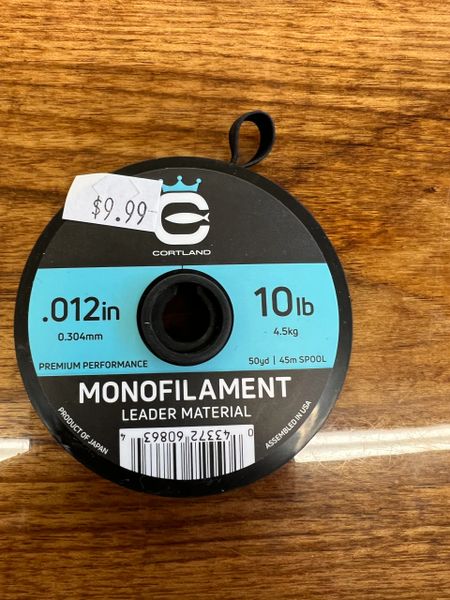 $9.99
CORTLAND
.012in
0.304mm
10lb
4.5kg
PREMIUM PERFORMANCE
50yd | 45m SPOOL
MONOFILAMENT
LEADER MATERIAL
PRODUCT OF JAPAN
ASSEMBLED IN USA
0 43372 60863 4